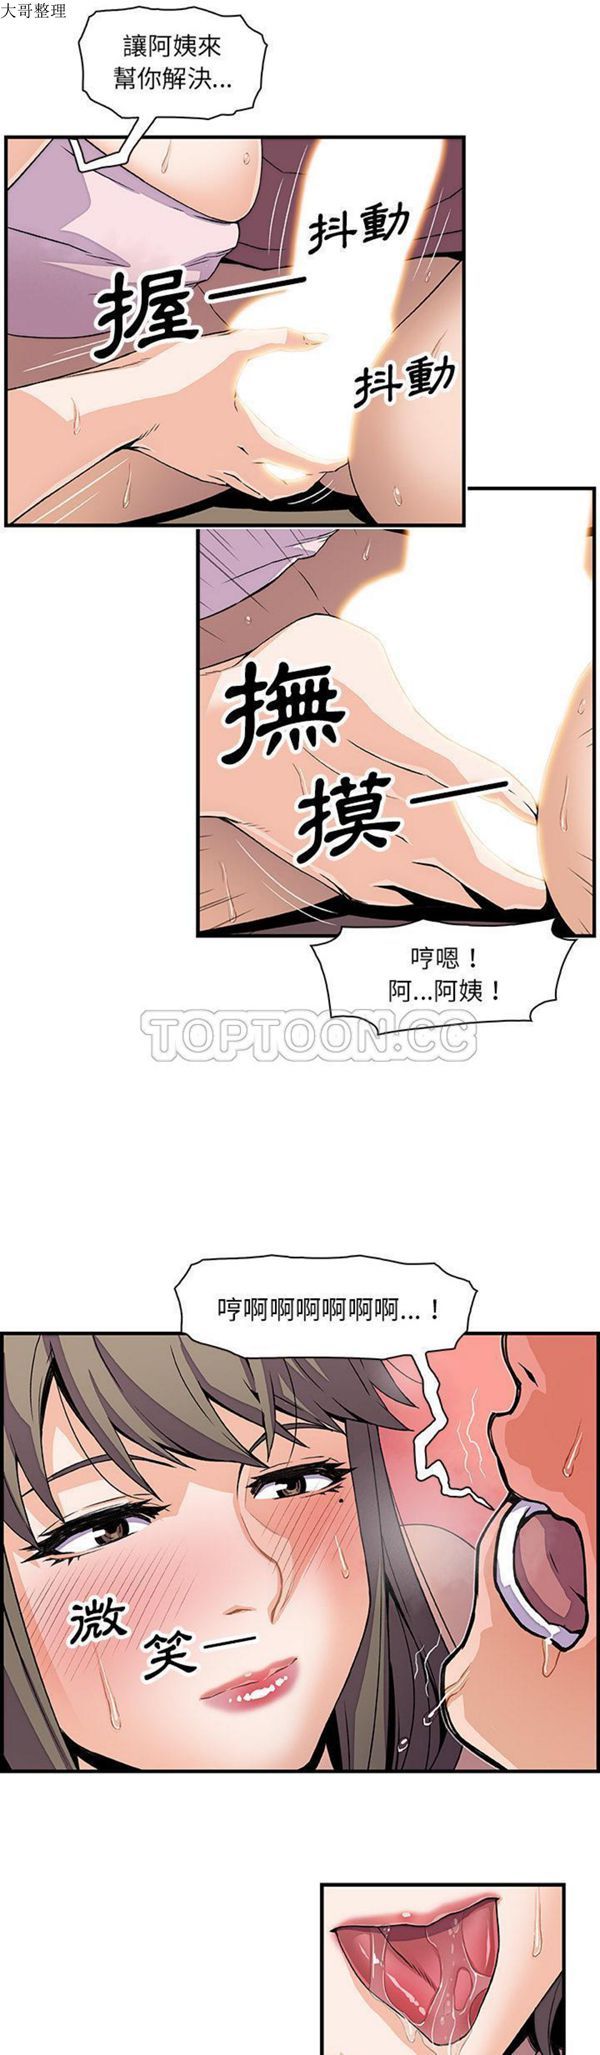 大哥整理
讓阿姨來
幫你解決...
抖動
握一
抖動
撫
摸一
哼嗯！
阿...阿姨！
TOPTOON.CC
哼啊啊啊啊啊啊...！
微
笑一